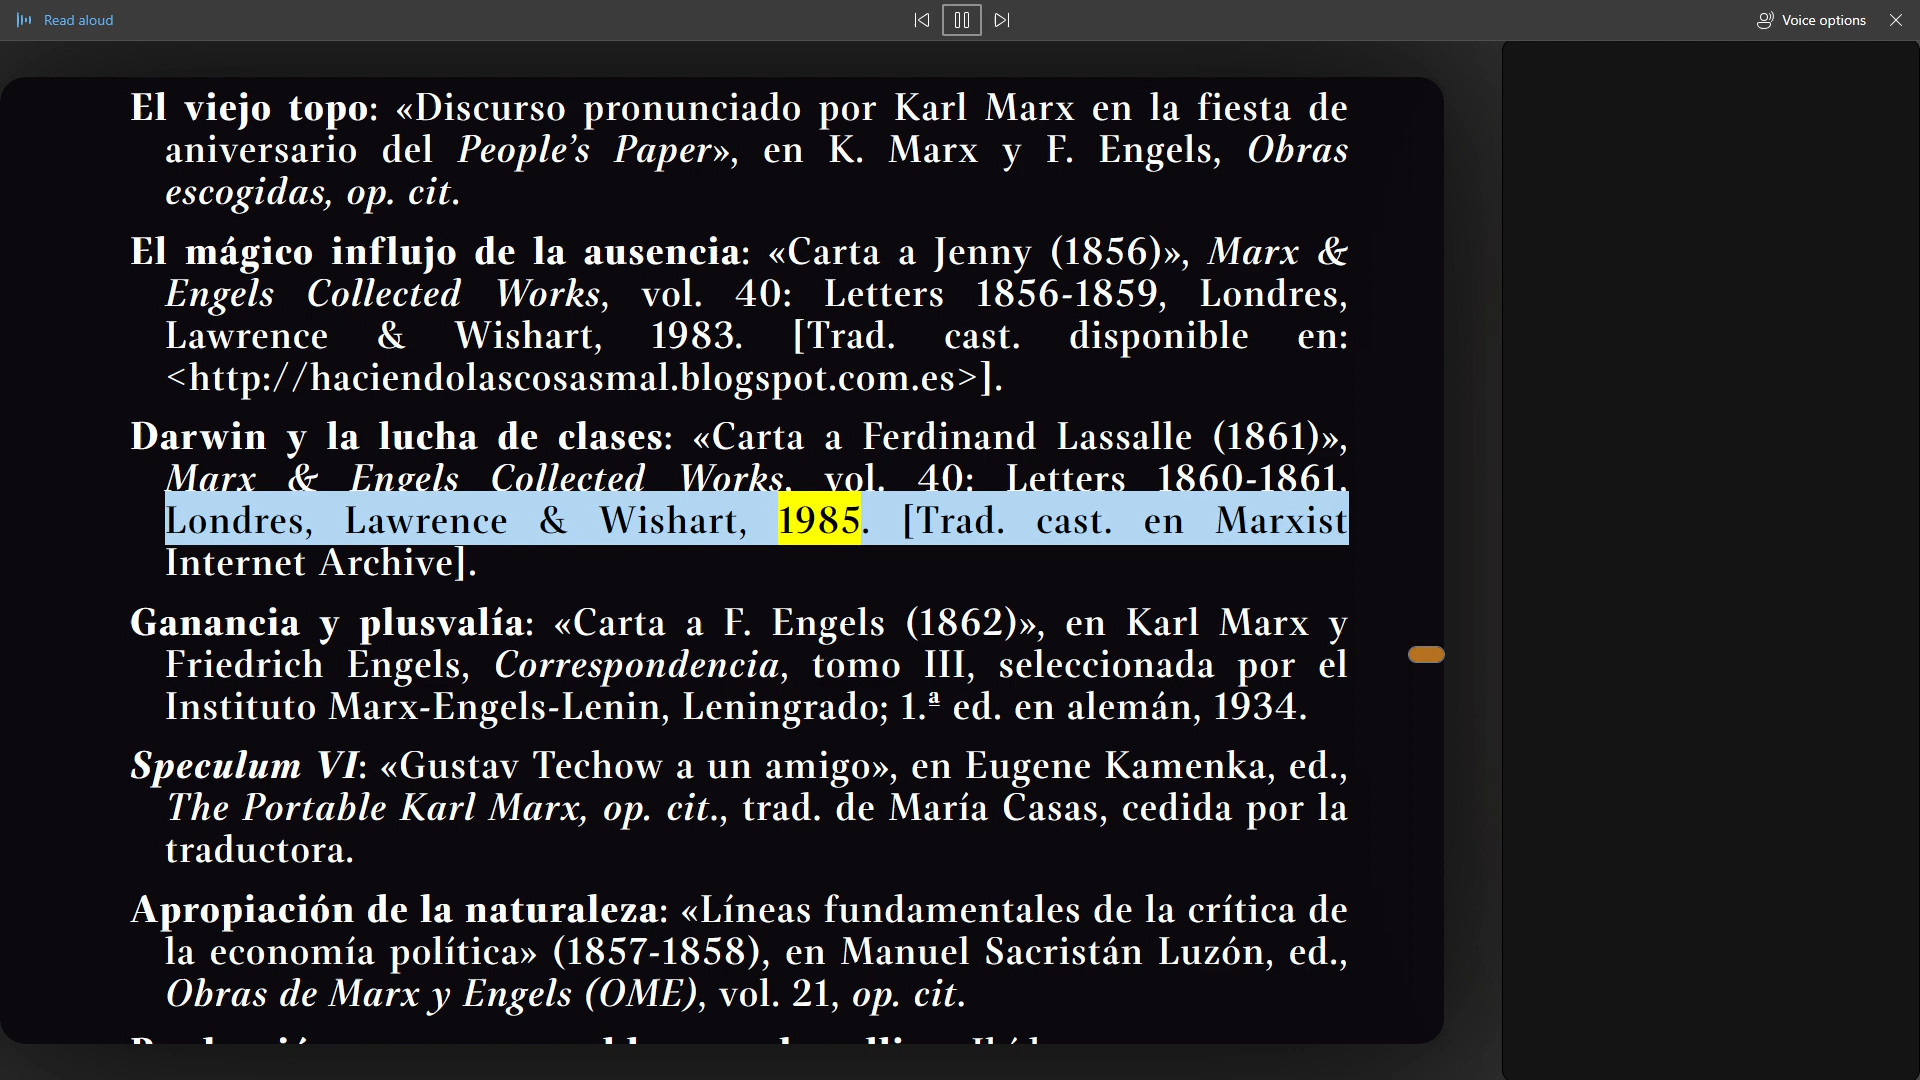 Read aloud
Voice options
El viejo topo: «Discurso pronunciado por Karl Marx en la fiesta de
aniversario del People’s Paper», en K. Marx y F. Engels, Obras
escogidas, op. cit.
El mágico influjo de la ausencia: «Carta a Jenny (1856)», Marx &
Engels Collected Works, vol. 40: Letters 1856-1859, Londres,
Lawrence & Wishart, 1983. [Trad. cast. disponible en:
<http://haciendolascosasmal.blogspot.com.es>].
Darwin y la lucha de clases: «Carta a Ferdinand Lassalle (1861)»,
Marx & Engels Collected Works, vol. 40: Letters 1860-1861,
Londres, Lawrence & Wishart, 1985. [Trad. cast. en Marxist
Internet Archive].
Ganancia y plusvalía: «Carta a F. Engels (1862)», en Karl Marx y
Friedrich Engels, Correspondencia, tomo III, seleccionada por el
Instituto Marx-Engels-Lenin, Leningrado; 1.ª ed. en alemán, 1934.
Speculum VI: «Gustav Techow a un amigo», en Eugene Kamenka, ed.,
The Portable Karl Marx, op. cit., trad. de María Casas, cedida por la
traductora.
Apropiación de la naturaleza: «Líneas fundamentales de la crítica de
la economía política» (1857-1858), en Manuel Sacristán Luzón, ed.,
Obras de Marx y Engels (OME), vol. 21, op. cit.